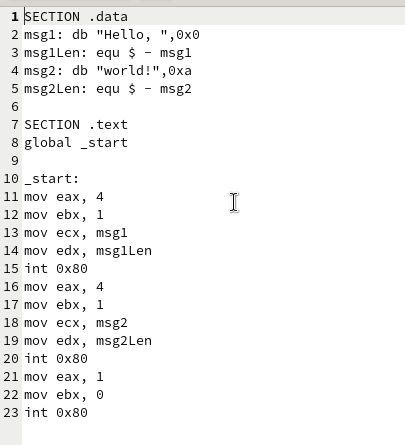 1 SECTION .data
2 msg1: db "Hello, ",0x0
3 msg1Len: equ $ - msg1
4 msg2: db "world!",0xa
5 msg2Len: equ $ - msg2
6
7 SECTION .text
8 global _start
9
10 _start:
11 mov eax, 4
12 mov ebx, 1
13 mov ecx, msg1
14 mov edx, msg1Len
15 int 0x80
16 mov eax, 4
17 mov ebx, 1
18 mov ecx, msg2
19 mov edx, msg2Len
20 int 0x80
21 mov eax, 1
22 mov ebx, 0
23 int 0x80